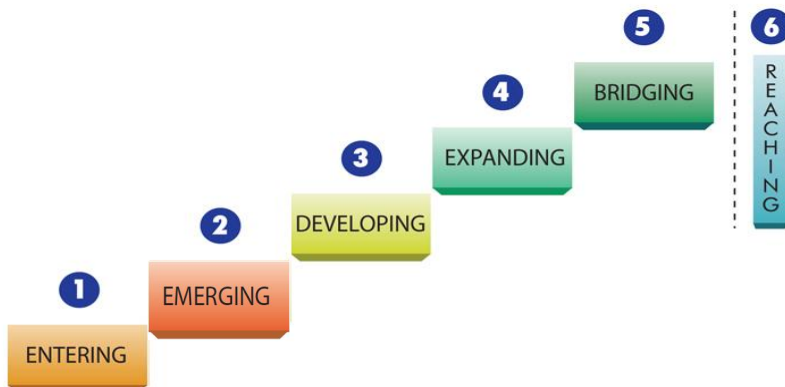 1
ENTERING
2
EMERGING
3
DEVELOPING
4
EXPANDING
5
BRIDGING
6
REACHING